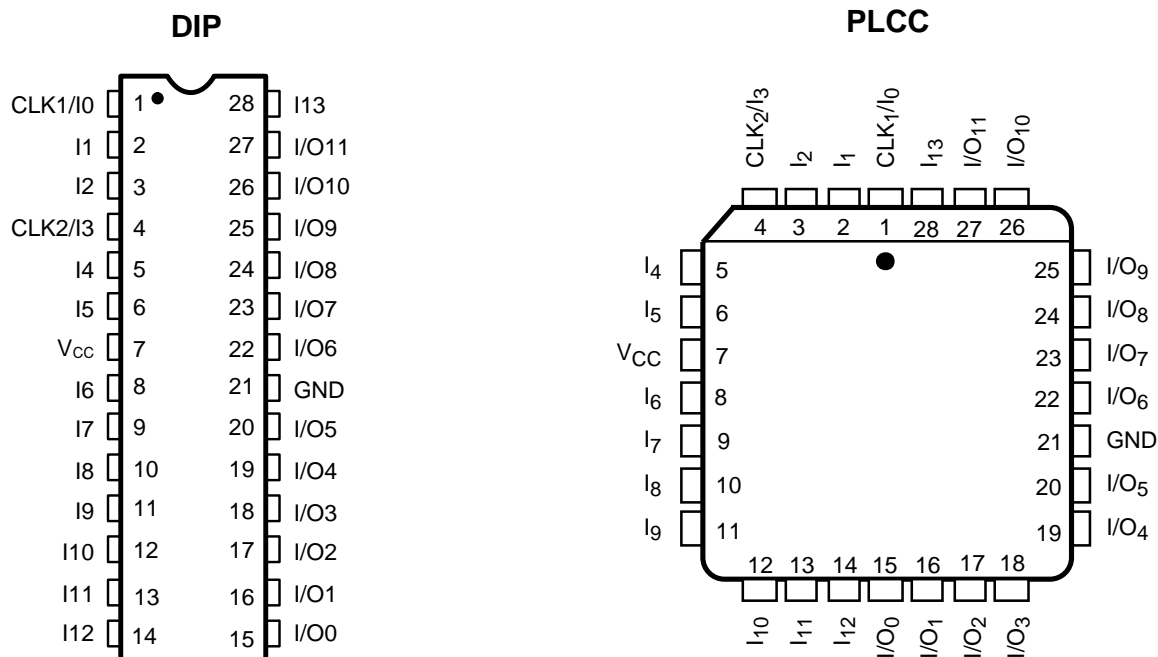 DIP
CLK1/I0 1 28 I13
I1 2 27 I/O11
I2 3 26 I/O10
CLK2/I3 4 25 I/O9
I4 5 24 I/O8
I5 6 23 I/O7
VCC 7 22 I/O6
I6 8 21 GND
I7 9 20 I/O5
I8 10 19 I/O4
I9 11 18 I/O3
I10 12 17 I/O2
I11 13 16 I/O1
I12 14 15 I/O0
PLCC
CLK2/I3 I2 I1 CLK1/I0 I13 I/O11 I/O10
4 3 2 1 28 27 26
I4 5 25 I/O9
I5 6 24 I/O8
VCC 7 23 I/O7
I6 8 22 I/O6
I7 9 21 GND
I8 10 20 I/O5
I9 11 19 I/O4
12 13 14 15 16 17 18
I10 I11 I12 I/O0 I/O1 I/O2 I/O3